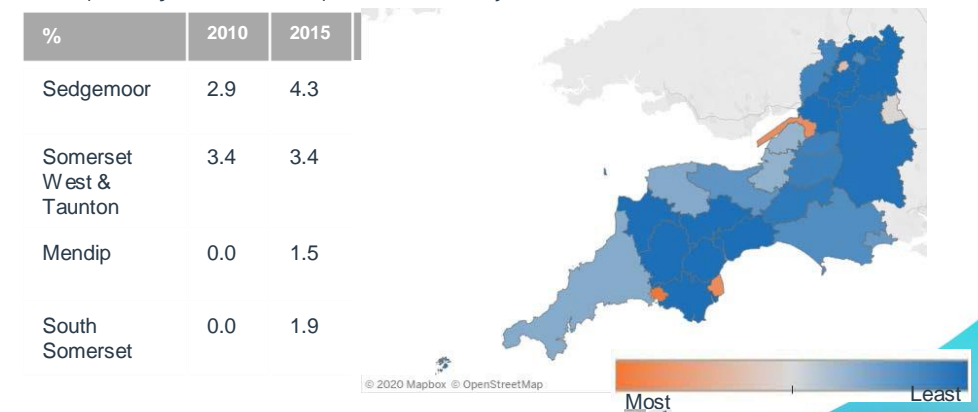 % 2010 2015
Sedgemoor 2.9 4.3
Somerset 3.4 3.4
West &
Taunton
Mendip 0.0 1.5
South 0.0 1.9
Somerset
© 2020 Mapbox © OpenStreetMap
Most
Least